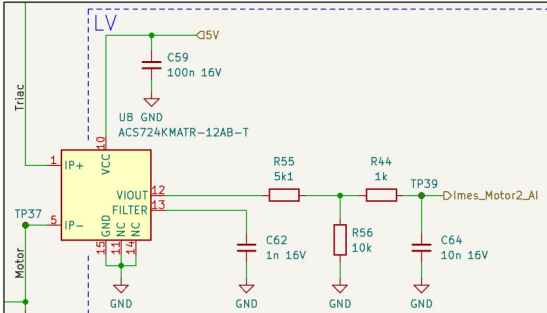 LV
5V
C59
100n 16V
GND
U8 GND
ACS724KMATR-12AB-T
Triac
10
VCC
1
IP+
VIOUT
12
FILTER
13
TP37
5
IP-
GND
NC
NC
15
11
14
GND
Motor
R55
5k1
R44
1k
TP39
Imes_Motor2_AI
R56
10k
C62
1n 16V
C64
10n 16V
GND
GND
GND